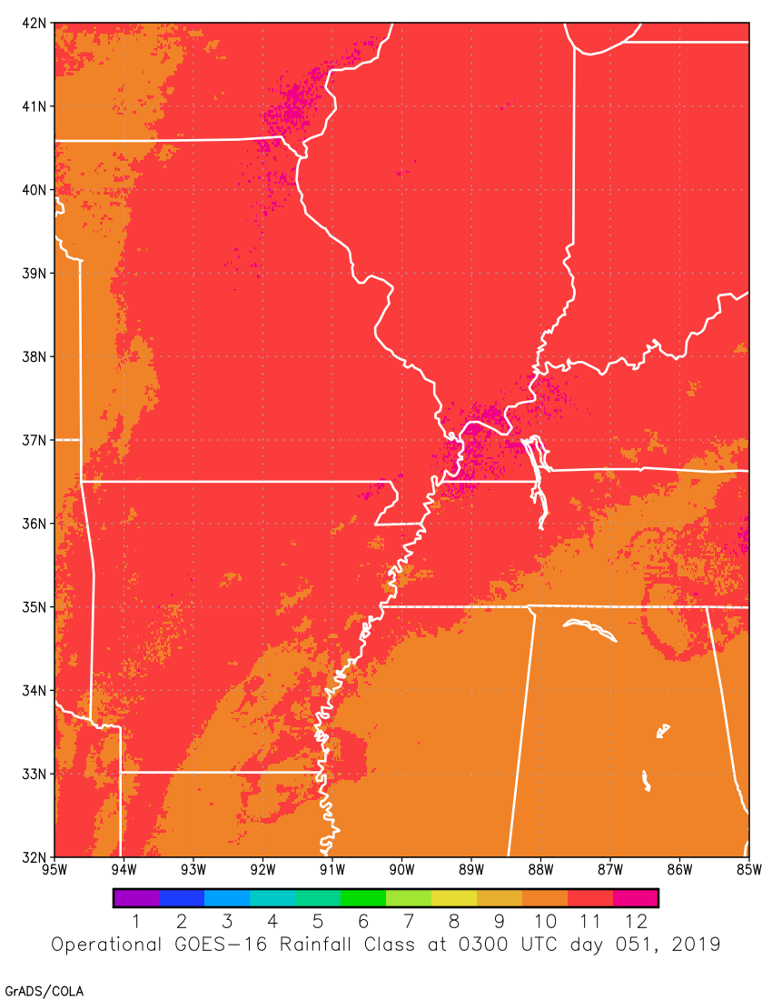 42N
41N
40N
39N
38N
37N
36N
35N
34N
33N
32N
95W 94W 93W 92W 91W 90W 89W 88W 87W 86W 85W
1 2 3 4 5 6 7 8 9 10 11 12
Operational GOES-16 Rainfall Class at 0300 UTC day 051, 2019
GrADS/COLA